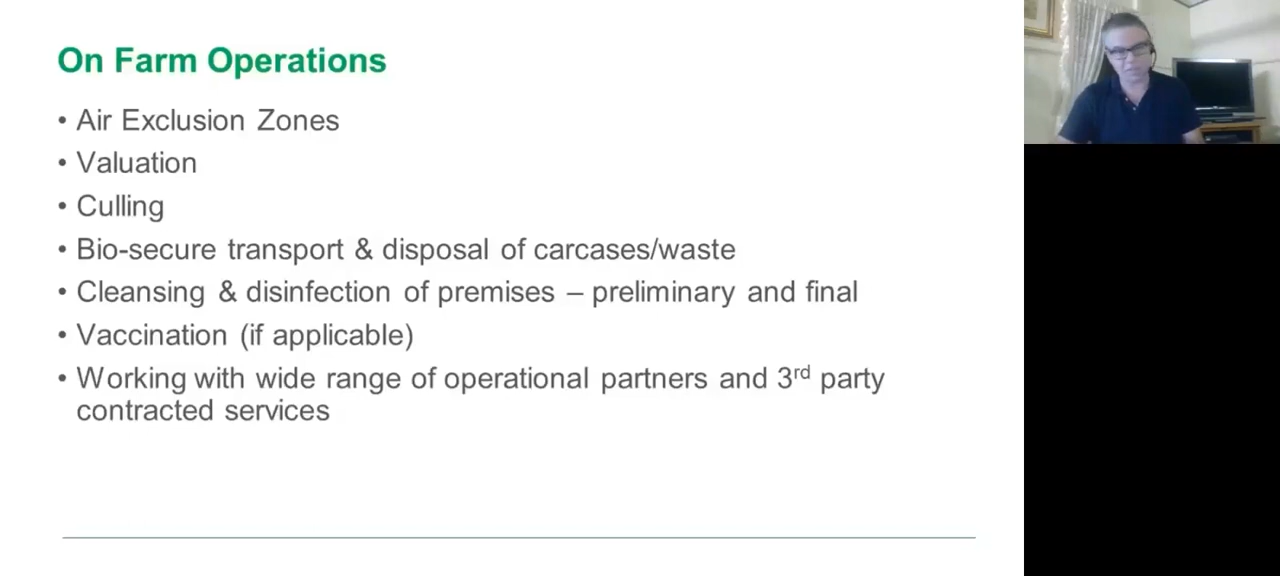 On Farm Operations
• Air Exclusion Zones
• Valuation
• Culling
• Bio-secure transport & disposal of carcases/waste
• Cleansing & disinfection of premises – preliminary and final
• Vaccination (if applicable)
• Working with wide range of operational partners and 3rd party
contracted services